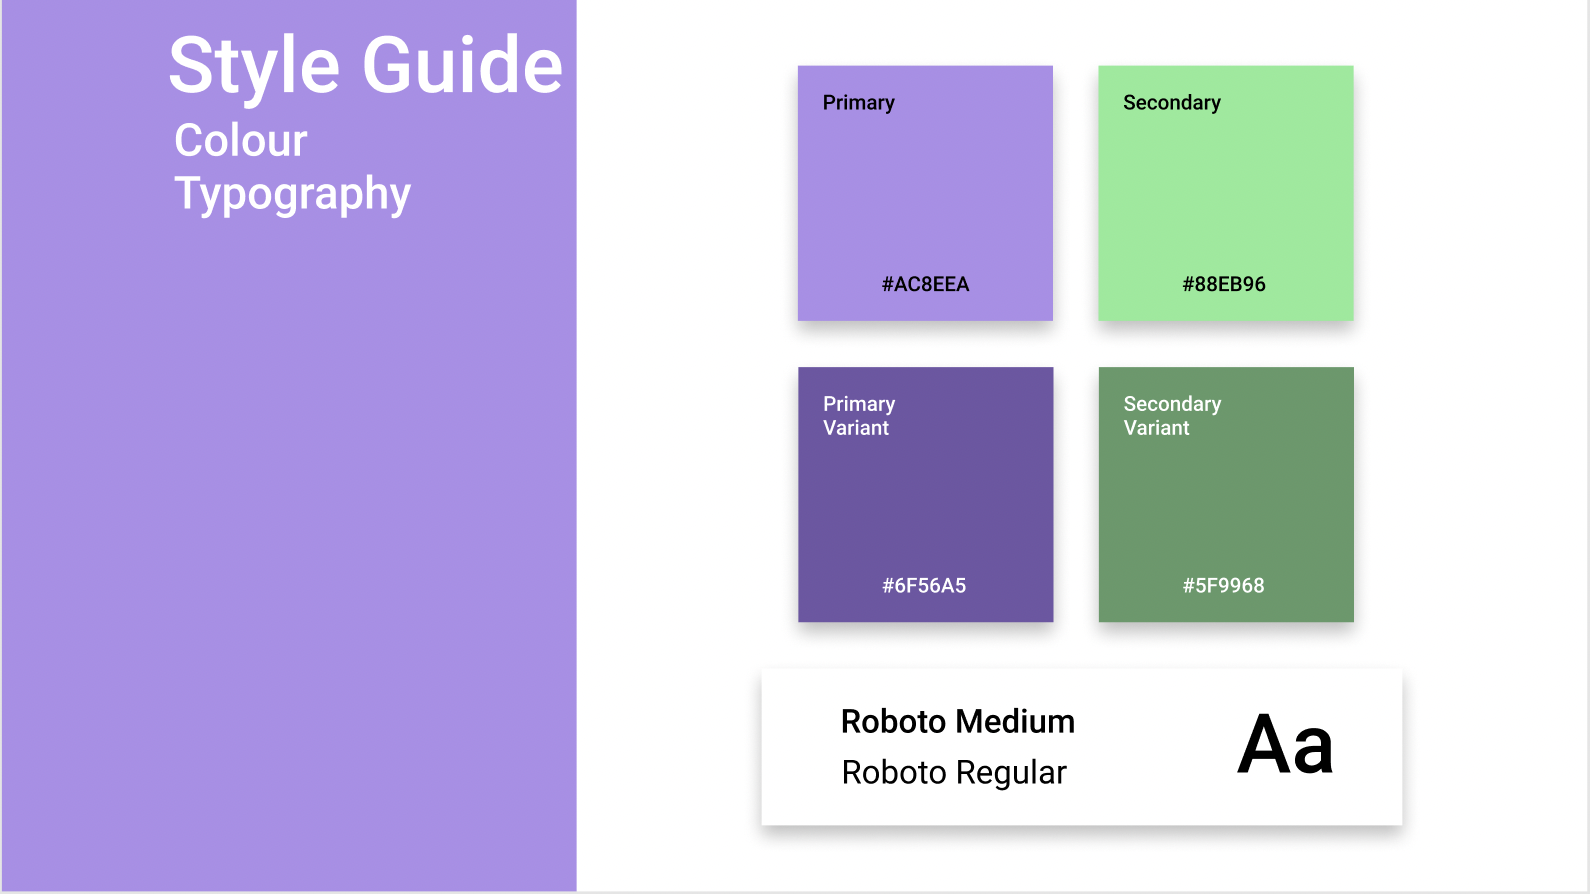 Style Guide
Colour
Typography
Primary
#AC8EEA
Secondary
#88EB96
Primary
Variant
#6F56A5
Secondary
Variant
#5F9968
Roboto Medium
Roboto Regular
Aa